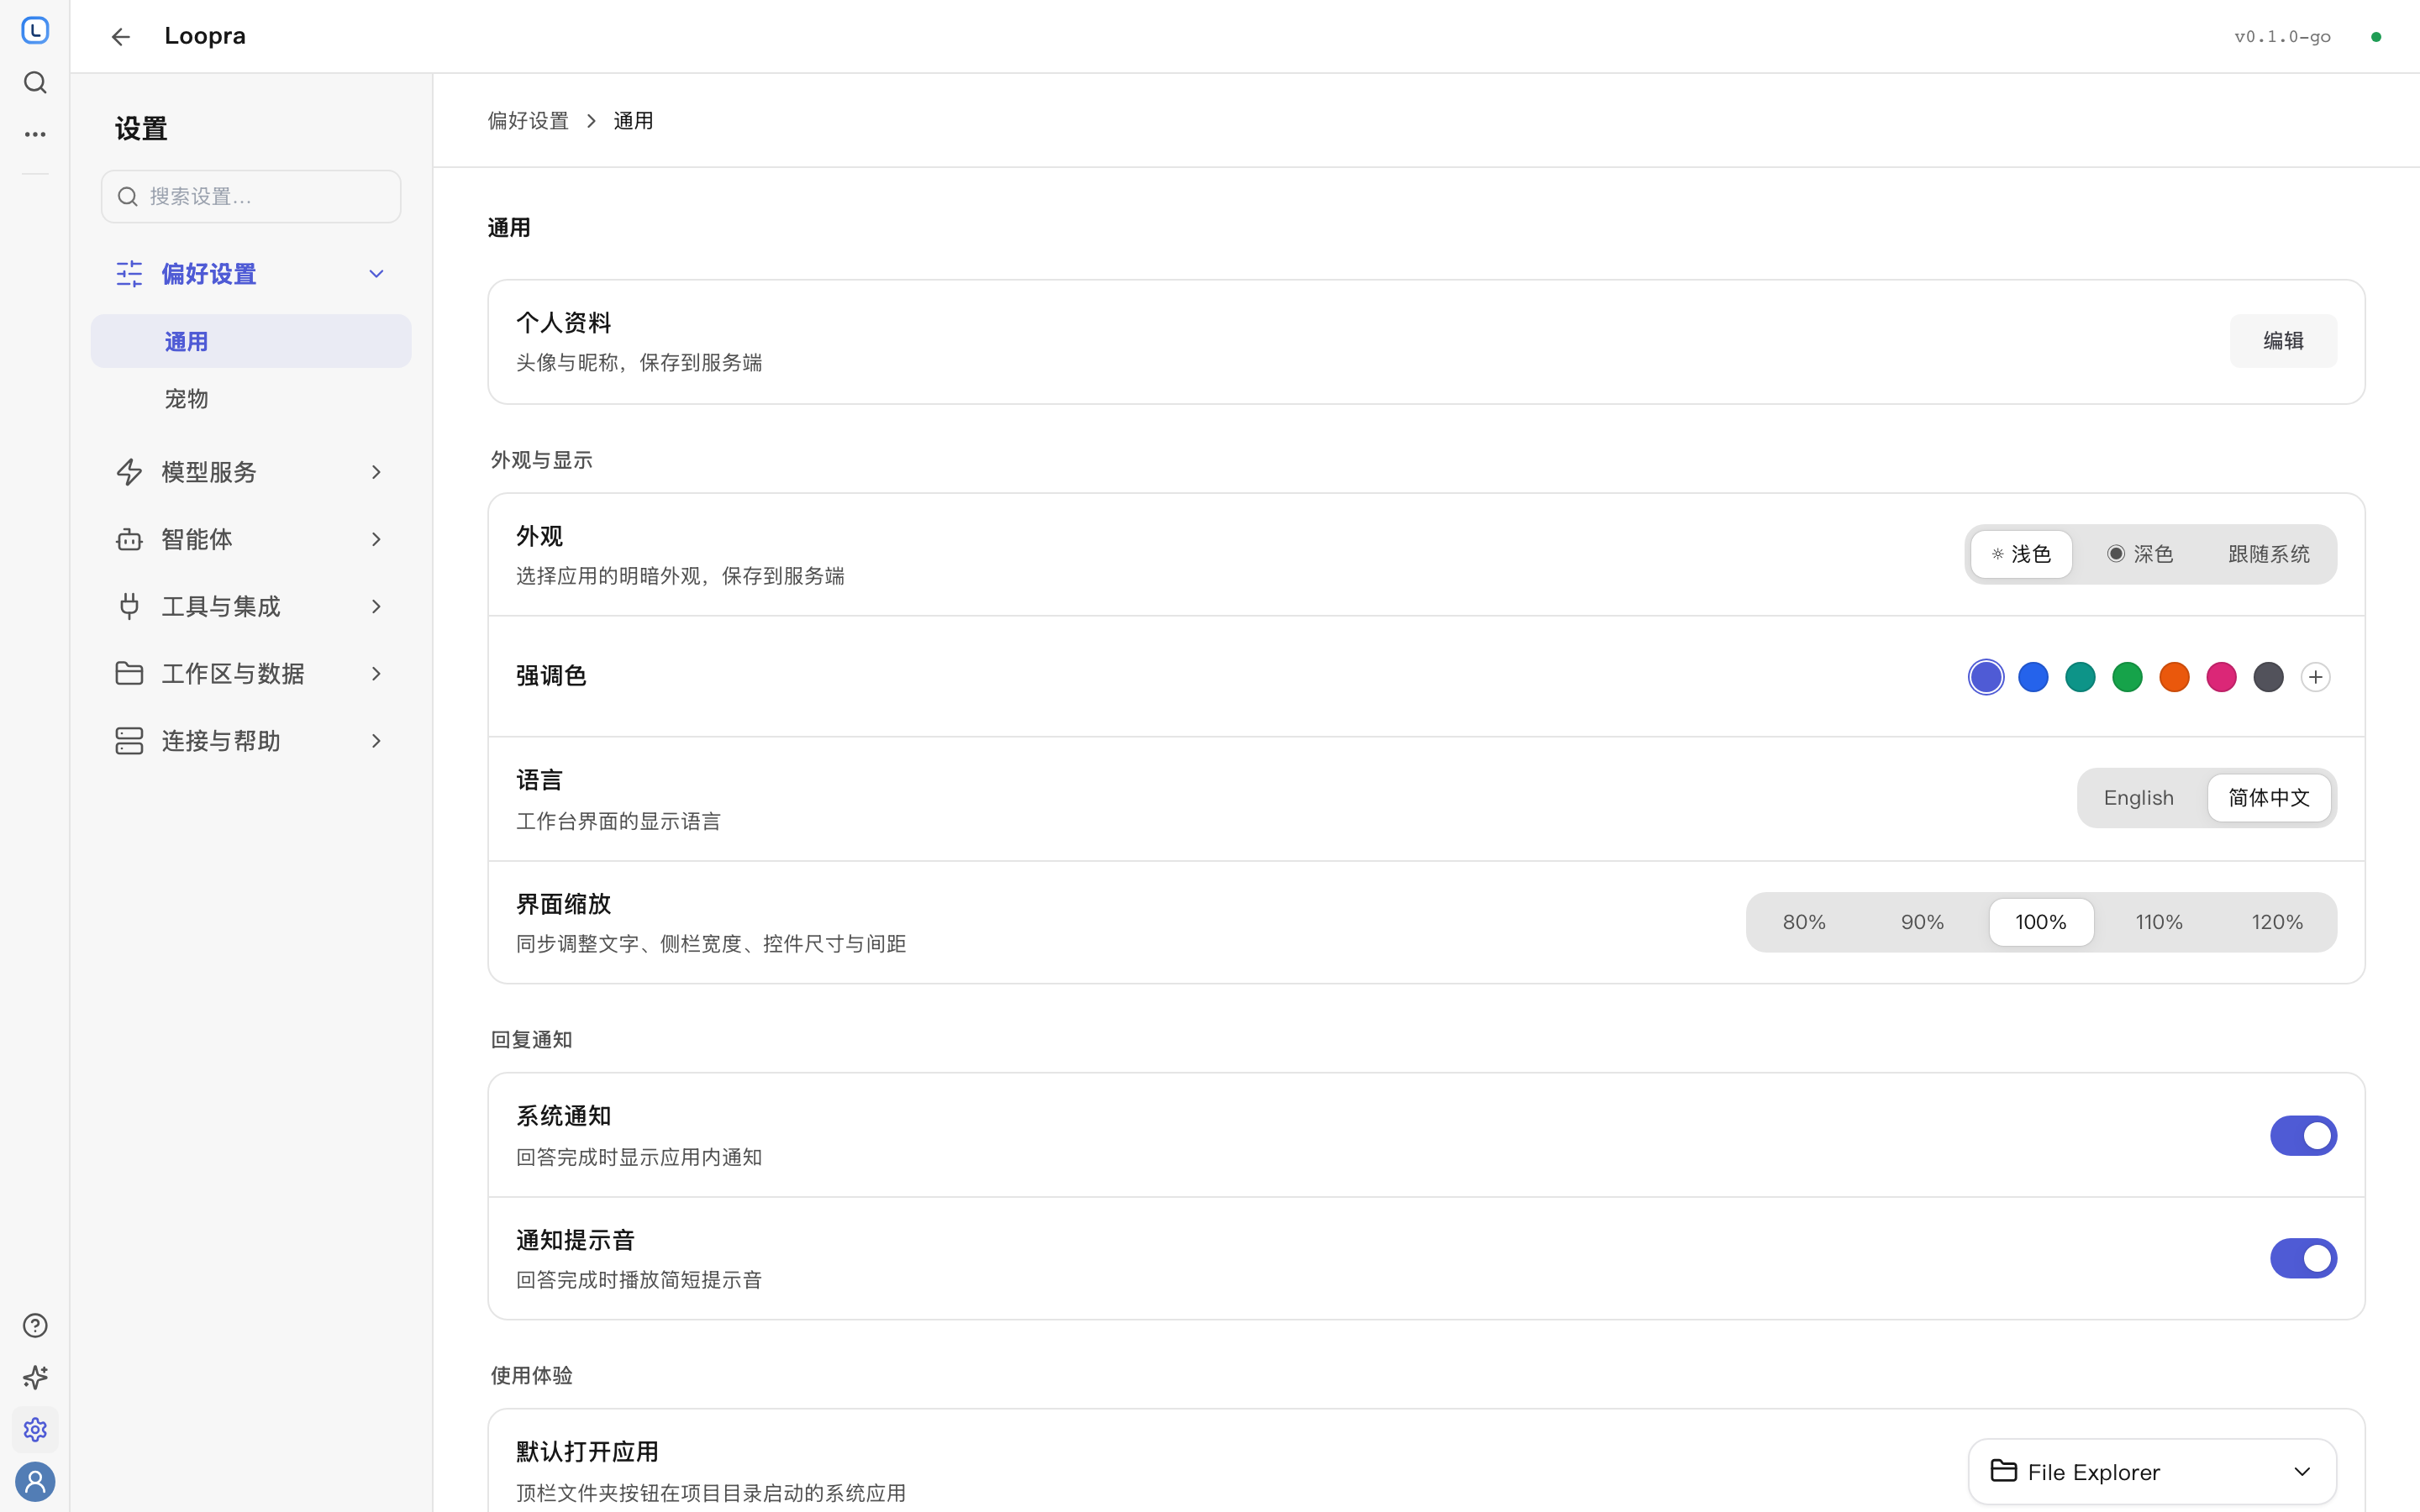 Loopra
v0.1.0-go
设置
搜索设置...
偏好设置
通用
宠物
模型服务
智能体
工具与集成
工作区与数据
连接与帮助
偏好设置 > 通用
通用
个人资料
头像与昵称，保存到服务端
编辑
外观与显示
外观
选择应用的明暗外观，保存到服务端
浅色 深色 跟随系统
强调色
语言
工作台界面的显示语言
English 简体中文
界面缩放
同步调整文字、侧栏宽度、控件尺寸与间距
80% 90% 100% 110% 120%
回复通知
系统通知
回答完成时显示应用内通知
通知提示音
回答完成时播放简短提示音
使用体验
默认打开应用
顶栏文件夹按钮在项目目录启动的系统应用
File Explorer